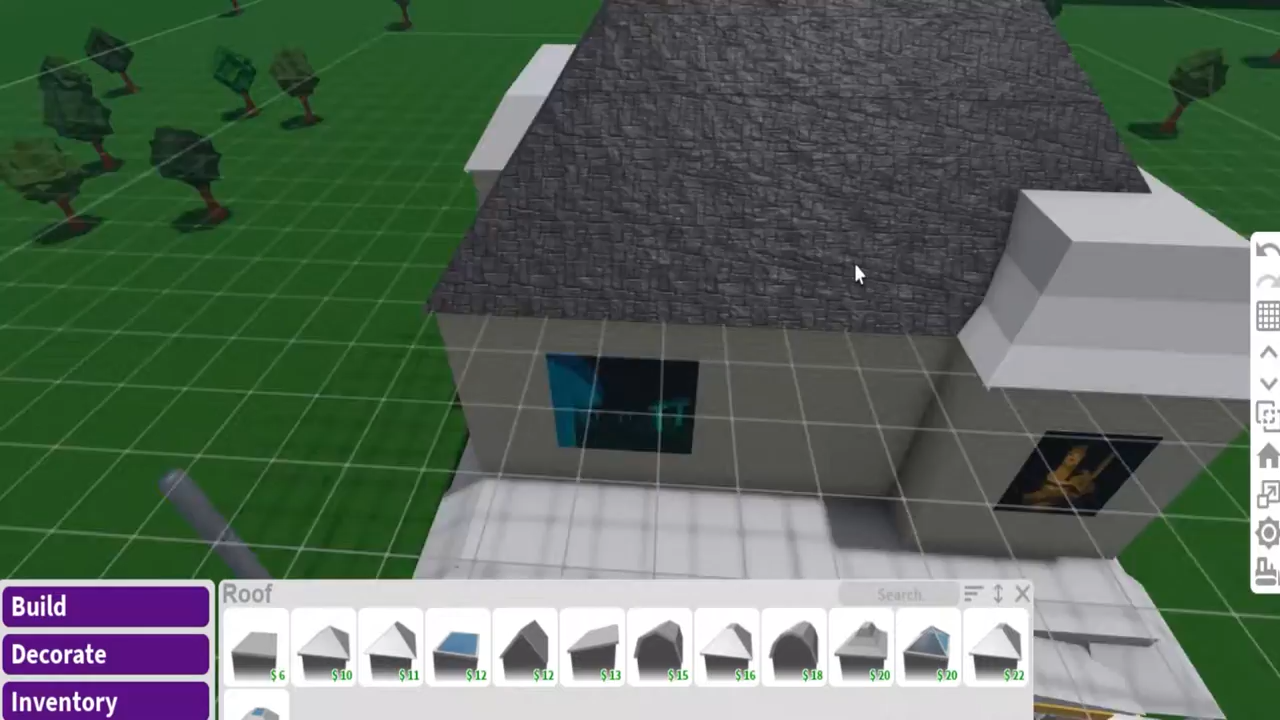 Build
Decorate
Inventory
Roof
Search
$6
$10
$11
$12
$12
$13
$15
$16
$18
$20
$20
$22